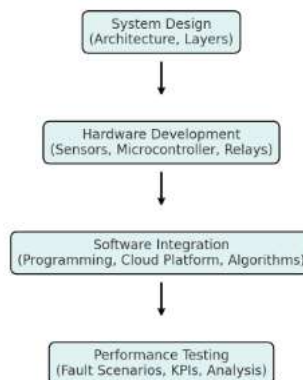 System Design
(Architecture, Layers)
Hardware Development
(Sensors, Microcontroller, Relays)
Software Integration
(Programming, Cloud Platform, Algorithms)
Performance Testing
(Fault Scenarios, KPIs, Analysis)